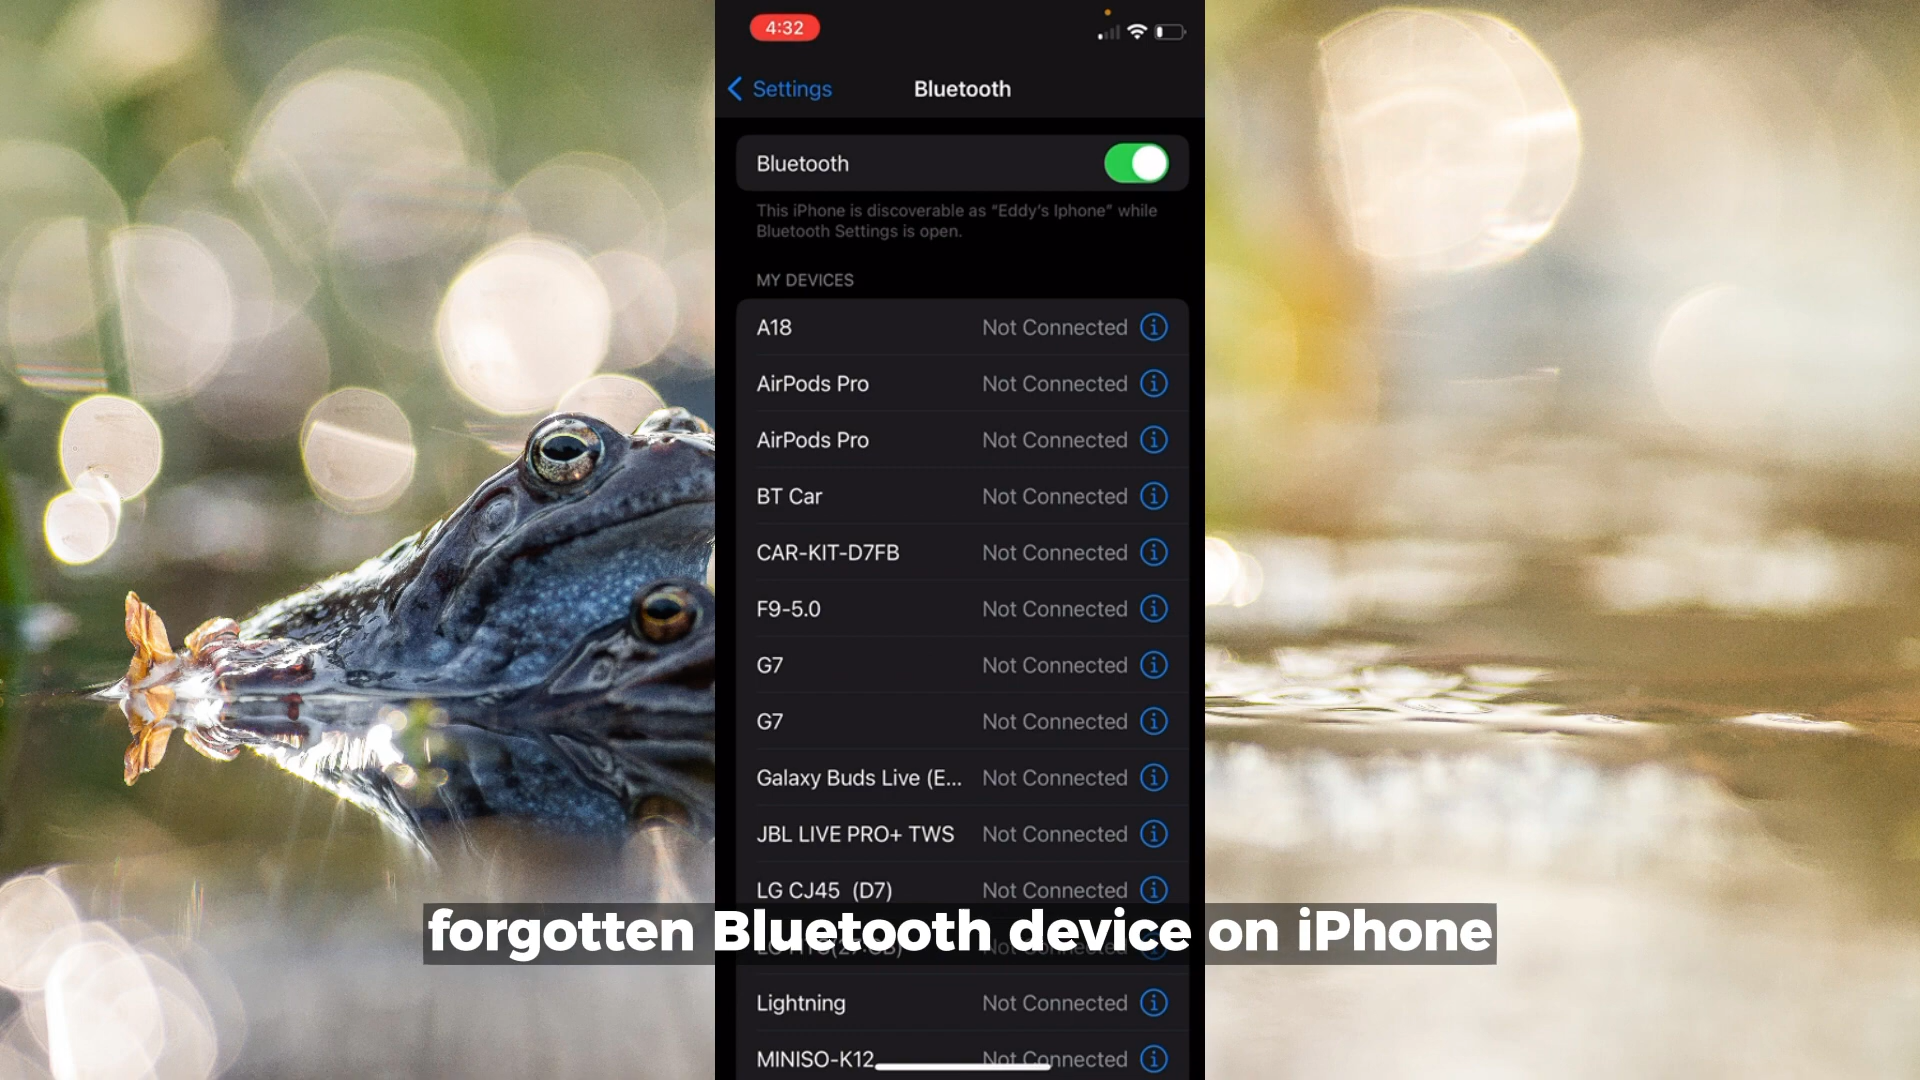 4:32
Settings
Bluetooth
Bluetooth
This iPhone is discoverable as “Eddy’s Iphone” while
Bluetooth Settings is open.
MY DEVICES
A18 Not Connected
AirPods Pro Not Connected
AirPods Pro Not Connected
BT Car Not Connected
CAR-KIT-D7FB Not Connected
F9-5.0 Not Connected
G7 Not Connected
G7 Not Connected
Galaxy Buds Live (E... Not Connected
JBL LIVE PRO+ TWS Not Connected
LG CJ45 (D7) Not Connected
forgotten Bluetooth device on iPhone
Lightning Not Connected
MINISO-K12 Not Connected